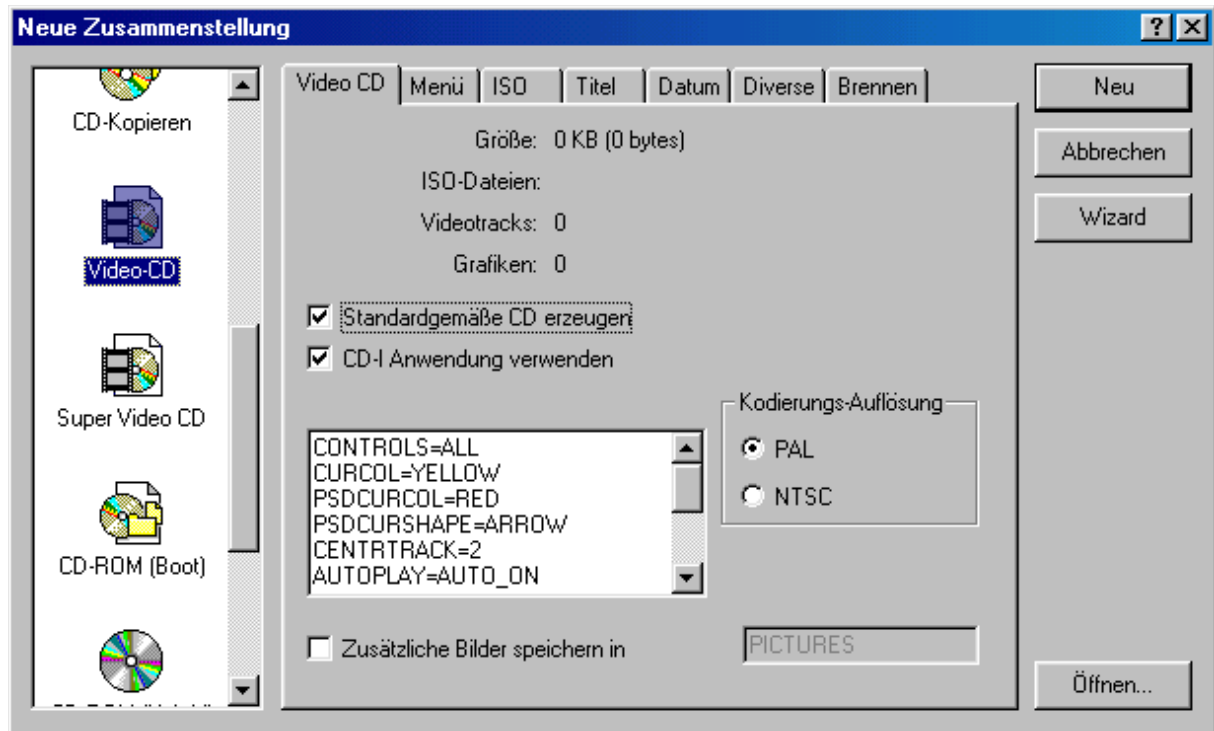 Neue Zusammenstellung
CD-Kopieren
Video-CD
Super Video CD
CD-ROM (Boot)
Video CD Menü ISO Titel Datum Diverse Brennen
Größe: 0 KB (0 bytes)
ISO-Dateien:
Videotracks: 0
Grafiken: 0
Standardgemäße CD erzeugen
CD-I Anwendung verwenden
CONTROLS=ALL
CURCOL=YELLOW
PSDCURCOL=RED
PSDCURSHAPE=ARROW
CENTRTRACK=2
AUTOPLAY=AUTO_ON
Kodierungs-Auflösung
PAL
NTSC
Zusätzliche Bilder speichern in
PICTURES
Neu
Abbrechen
Wizard
Öffnen...